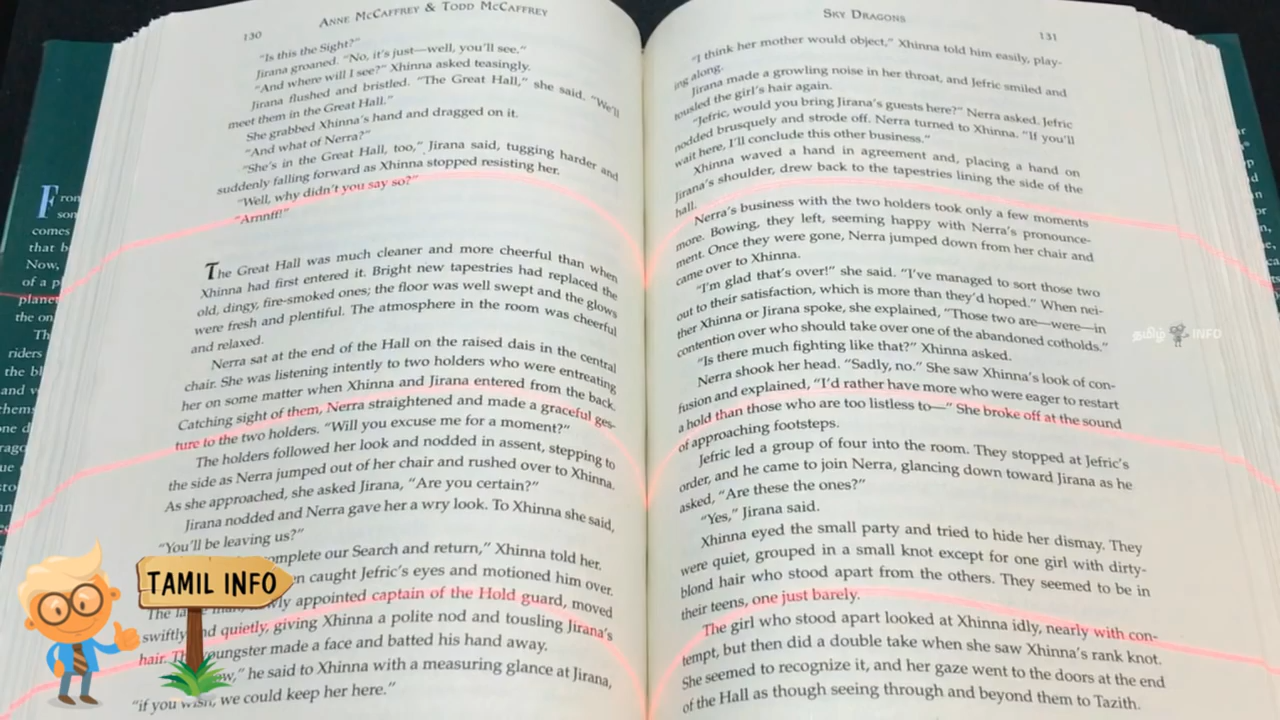 130
ANNE MCCAFFREY & TODD MCCAFFREY
"Is this the Sight?"
Jirana groaned. "No, it's just—well, you'll see."
"And where will I see?" Xhinna asked teasingly.
Jirana flushed and bristled. "The Great Hall," she said. "We'll
meet them in the Great Hall."
She grabbed Xhinna's hand and dragged on it.
"And what of Nerra?"
"She's in the Great Hall, too," Jirana said, tugging harder and
suddenly falling forward as Xhinna stopped resisting her.
"Well, why didn't you say so?"
"Arnnff!"
The Great Hall was much cleaner and more cheerful than when
Xhinna had first entered it. Bright new tapestries had replaced the
old, dingy, fire-smoked ones; the floor was well swept and the glows
were fresh and plentiful. The atmosphere in the room was cheerful
and relaxed.
Nerra sat at the end of the Hall on the raised dais in the central
chair. She was listening intently to two holders who were entreating
her on some matter when Xhinna and Jirana entered from the back.
Catching sight of them, Nerra straightened and made a graceful ges-
ture to the two holders. "Will you excuse me for a moment?"
The holders followed her look and nodded in assent, stepping to
the side as Nerra jumped out of her chair and rushed over to Xhinna.
As she approached, she asked Jirana, "Are you certain?"
Jirana nodded and Nerra gave her a wry look. To Xhinna she said,
"You'll be leaving us?"
omplete our Search and return," Xhinna told her.
en caught Jefric's eyes and motioned him over.
The la wly appointed captain of the Hold guard, moved
swiftly and quietly, giving Xhinna a polite nod and tousling Jirana's
hair. The youngster made a face and batted his hand away.
ow," he said to Xhinna with a measuring glance at Jirana,
"if you wish, we could keep her here."
SKY DRAGONS
131
"I think her mother would object," Xhinna told him easily, play-
ing along.
Jirana made a growling noise in her throat, and Jefric smiled and
tousled the girl's hair again.
"Jefric, would you bring Jirana's guests here?" Nerra asked. Jefric
nodded brusquely and strode off. Nerra turned to Xhinna. "If you'll
wait here, I'll conclude this other business."
Xhinna waved a hand in agreement and, placing a hand on
Jirana's shoulder, drew back to the tapestries lining the side of the
hall.
Nerra's business with the two holders took only a few moments
more. Bowing, they left, seeming happy with Nerra's pronounce-
ment. Once they were gone, Nerra jumped down from her chair and
came over to Xhinna.
"I'm glad that's over!" she said. "I've managed to sort those two
out to their satisfaction, which is more than they'd hoped." When nei-
ther Xhinna or Jirana spoke, she explained, "Those two are—were—in
contention over who should take over one of the abandoned cotholds."
"Is there much fighting like that?" Xhinna asked.
Nerra shook her head. "Sadly, no." She saw Xhinna's look of con-
fusion and explained, "I'd rather have more who were eager to restart
a hold than those who are too listless to—" She broke off at the sound
of approaching footsteps.
Jefric led a group of four into the room. They stopped at Jefric's
order, and he came to join Nerra, glancing down toward Jirana as he
asked, "Are these the ones?"
"Yes," Jirana said.
Xhinna eyed the small party and tried to hide her dismay. They
were quiet, grouped in a small knot except for one girl with dirty-
blond hair who stood apart from the others. They seemed to be in
their teens, one just barely.
The girl who stood apart looked at Xhinna idly, nearly with con-
tempt, but then did a double take when she saw Xhinna's rank knot.
She seemed to recognize it, and her gaze went to the doors at the end
of the Hall as though seeing through and beyond them to Tazith.
From
son
comes
that b
Now,
of a p
planet
the on
Th
riders
the bl
and w
TAMIL INFO
தமிழ் INFO